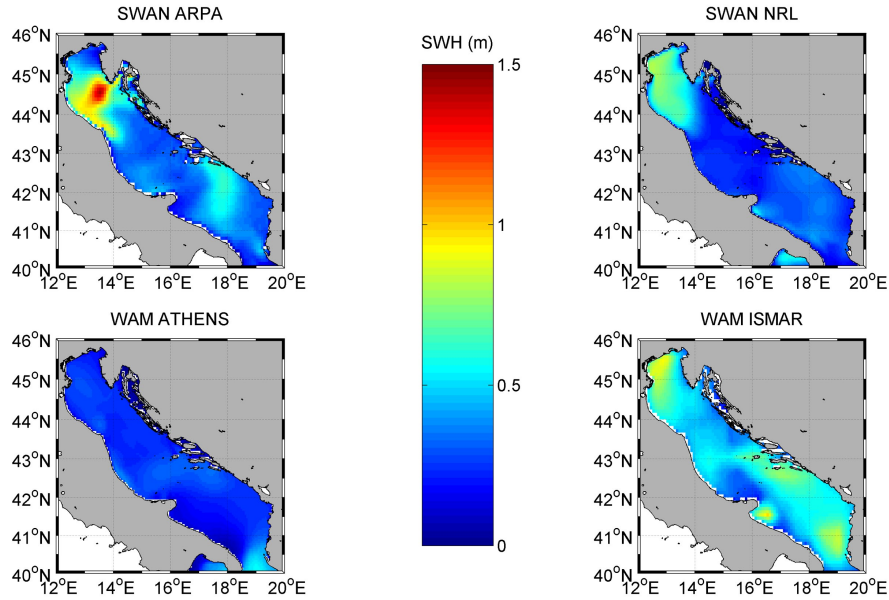 SWAN ARPA
46°N
45°N
44°N
43°N
42°N
41°N
40°N
12°E 14°E 16°E 18°E 20°E
SWH (m)
1.5
1
0.5
0
SWAN NRL
46°N
45°N
44°N
43°N
42°N
41°N
40°N
12°E 14°E 16°E 18°E 20°E
WAM ATHENS
46°N
45°N
44°N
43°N
42°N
41°N
40°N
12°E 14°E 16°E 18°E 20°E
WAM ISMAR
46°N
45°N
44°N
43°N
42°N
41°N
40°N
12°E 14°E 16°E 18°E 20°E